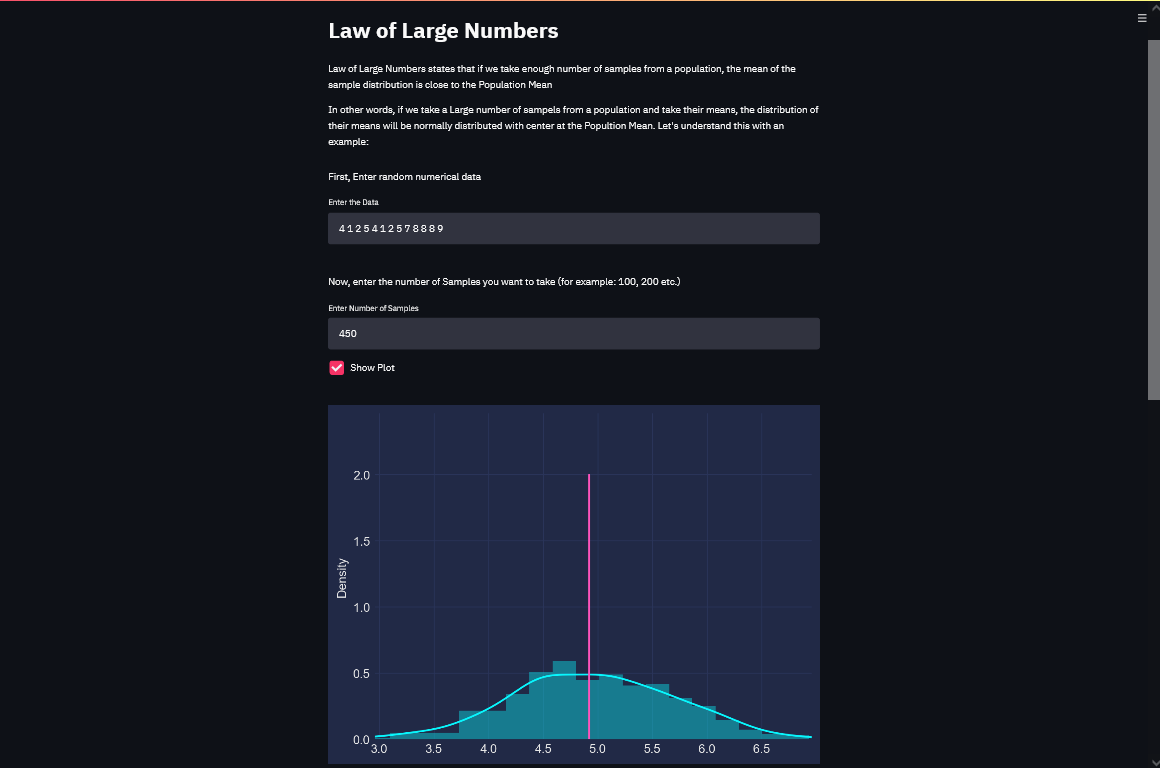 Law of Large Numbers
Law of Large Numbers states that if we take enough number of samples from a population, the mean of the
sample distribution is close to the Population Mean
In other words, if we take a Large number of sampels from a population and take their means, the distribution of
their means will be normally distributed with center at the Popultion Mean. Let's understand this with an
example:
First, Enter random numerical data
Enter the Data
4 1 2 5 4 1 2 5 7 8 8 8 9
Now, enter the number of Samples you want to take (for example: 100, 200 etc.)
Enter Number of Samples
450
Show Plot
2.0
1.5
Density
1.0
0.5
0.0
3.0 3.5 4.0 4.5 5.0 5.5 6.0 6.5